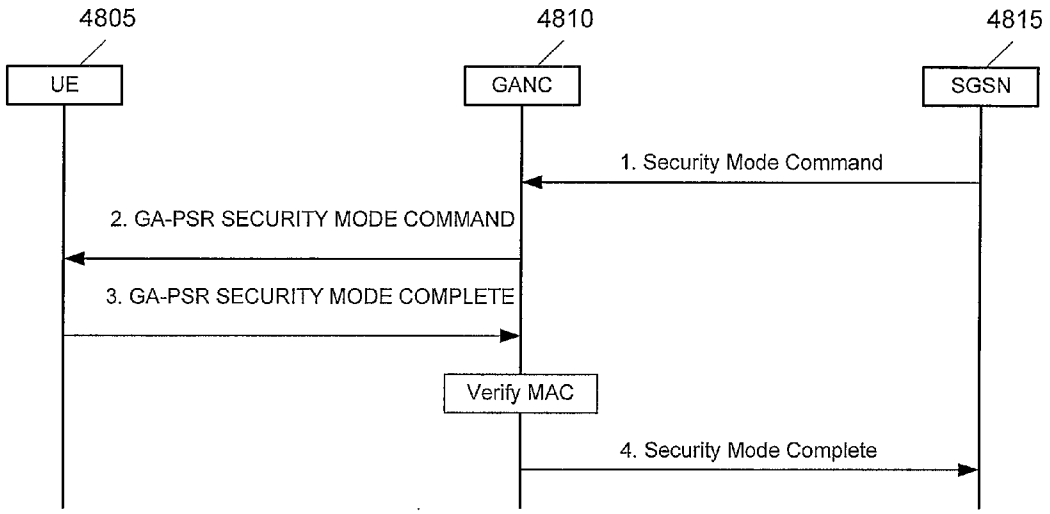 4805
4810
4815
UE
GANC
SGSN
1. Security Mode Command
2. GA-PSR SECURITY MODE COMMAND
3. GA-PSR SECURITY MODE COMPLETE
Verify MAC
4. Security Mode Complete